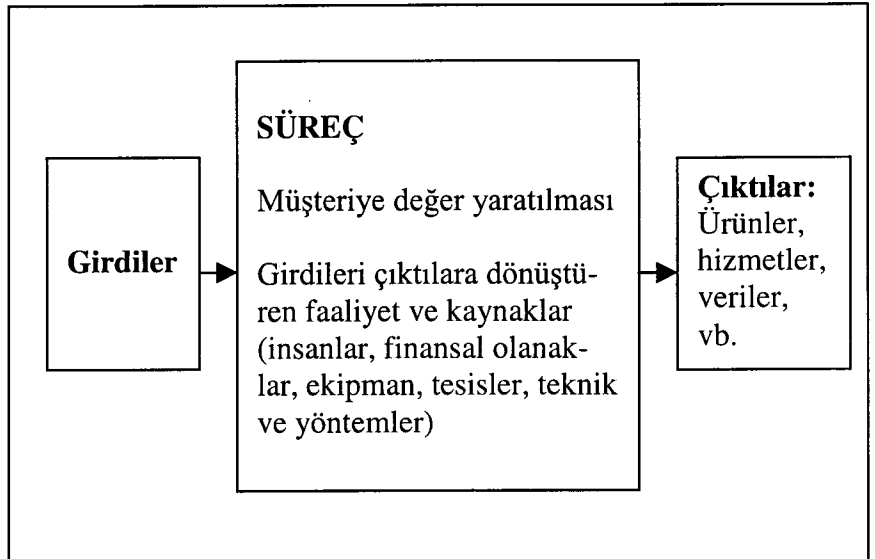 Girdiler
SÜREÇ
Müşteriye değer yaratılması
Girdileri çıktılara dönüştü-
ren faaliyet ve kaynaklar
(insanlar, finansal olanak-
lar, ekipman, tesisler, teknik
ve yöntemler)
Çıktılar:
Ürünler,
hizmetler,
veriler,
vb.